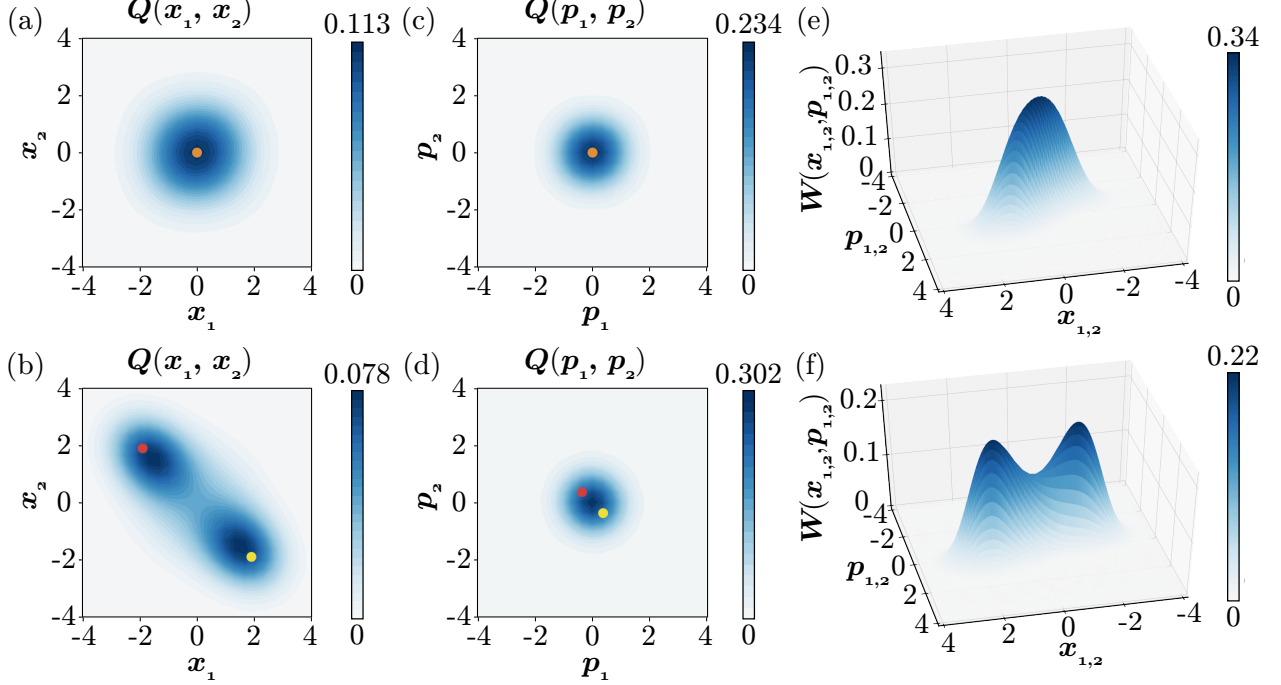 (a)
Q(x₁, x₂)
0.113
4
2
0
-2
-4
x₂
-4 -2 0 2 4
x₁
0
(c)
Q(p₁, p₂)
0.234
4
2
0
-2
-4
p₂
-4 -2 0 2 4
p₁
0
(e)
0.34
W(x₁,₂,p₁,₂)
0.3
0.2
0.1
0
-4
-2
0
2
4
p₁,₂
4 2 0 -2 -4
x₁,₂
0
(b)
Q(x₁, x₂)
0.078
4
2
0
-2
-4
x₂
-4 -2 0 2 4
x₁
0
(d)
Q(p₁, p₂)
0.302
4
2
0
-2
-4
p₂
-4 -2 0 2 4
p₁
0
(f)
0.22
W(x₁,₂,p₁,₂)
0.2
0.1
0
-4
-2
0
2
4
p₁,₂
4 2 0 -2 -4
x₁,₂
0